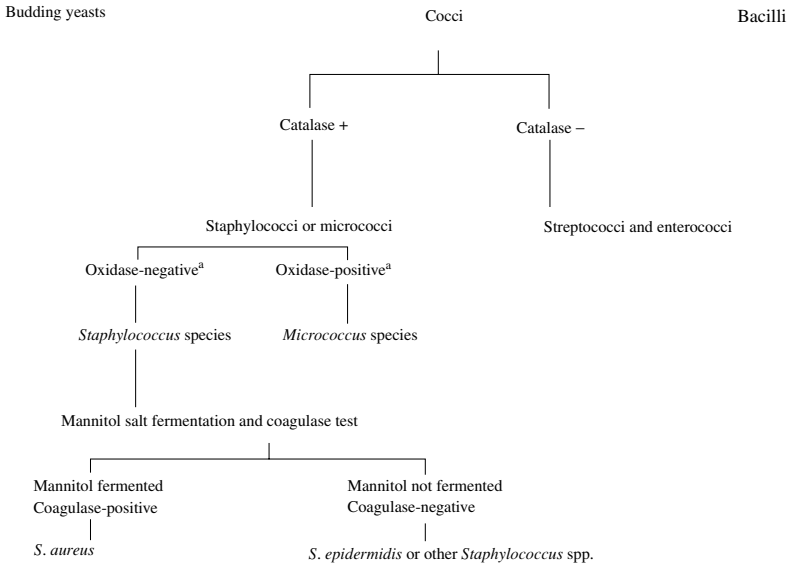 Budding yeasts Cocci Bacilli
Catalase + Catalase –
Staphylococci or micrococci Streptococci and enterococci
Oxidase-negativeᵃ Oxidase-positiveᵃ
Staphylococcus species Micrococcus species
Mannitol salt fermentation and coagulase test
Mannitol fermented Mannitol not fermented
Coagulase-positive Coagulase-negative
S. aureus S. epidermidis or other Staphylococcus spp.